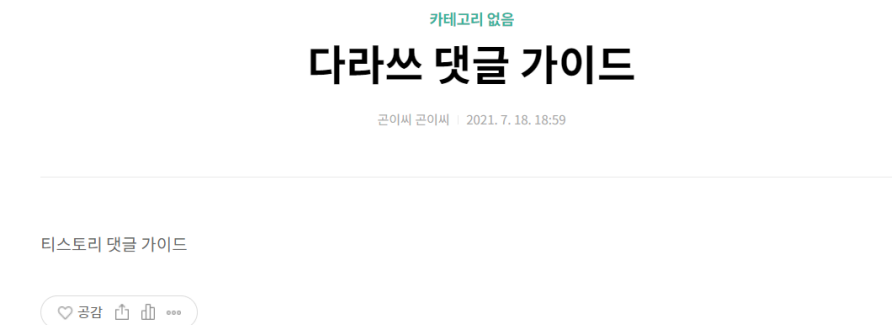 카테고리 없음
다라쓰 댓글 가이드
곤이씨 곤이씨 2021. 7. 18. 18:59
티스토리 댓글 가이드
공감